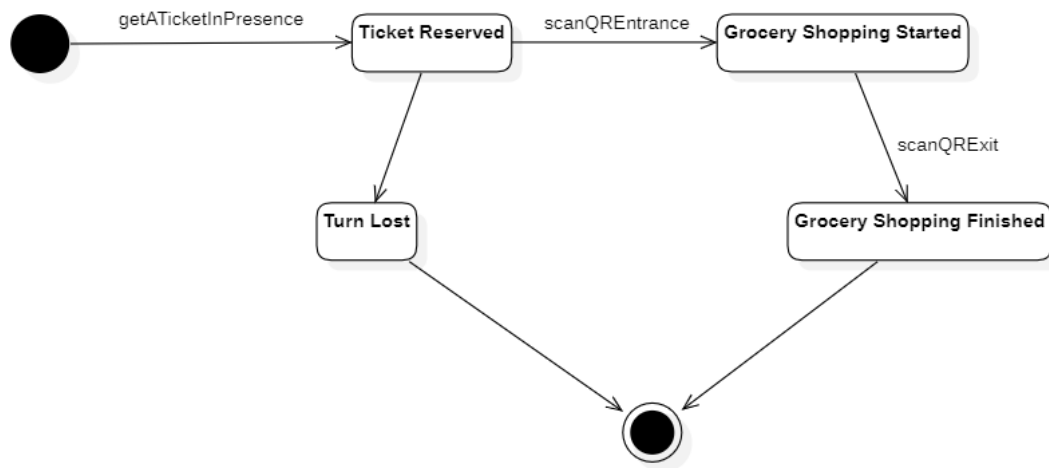 getATicketInPresence
Ticket Reserved
scanQREntrance
Grocery Shopping Started
scanQRExit
Turn Lost
Grocery Shopping Finished